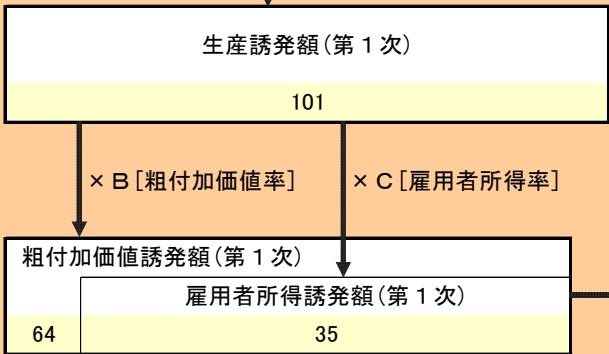 生産誘発額(第1次)
101
×B[粗付加価値率]
×C[雇用者所得率]
粗付加価値誘発額(第1次)
雇用者所得誘発額(第1次)
64
35